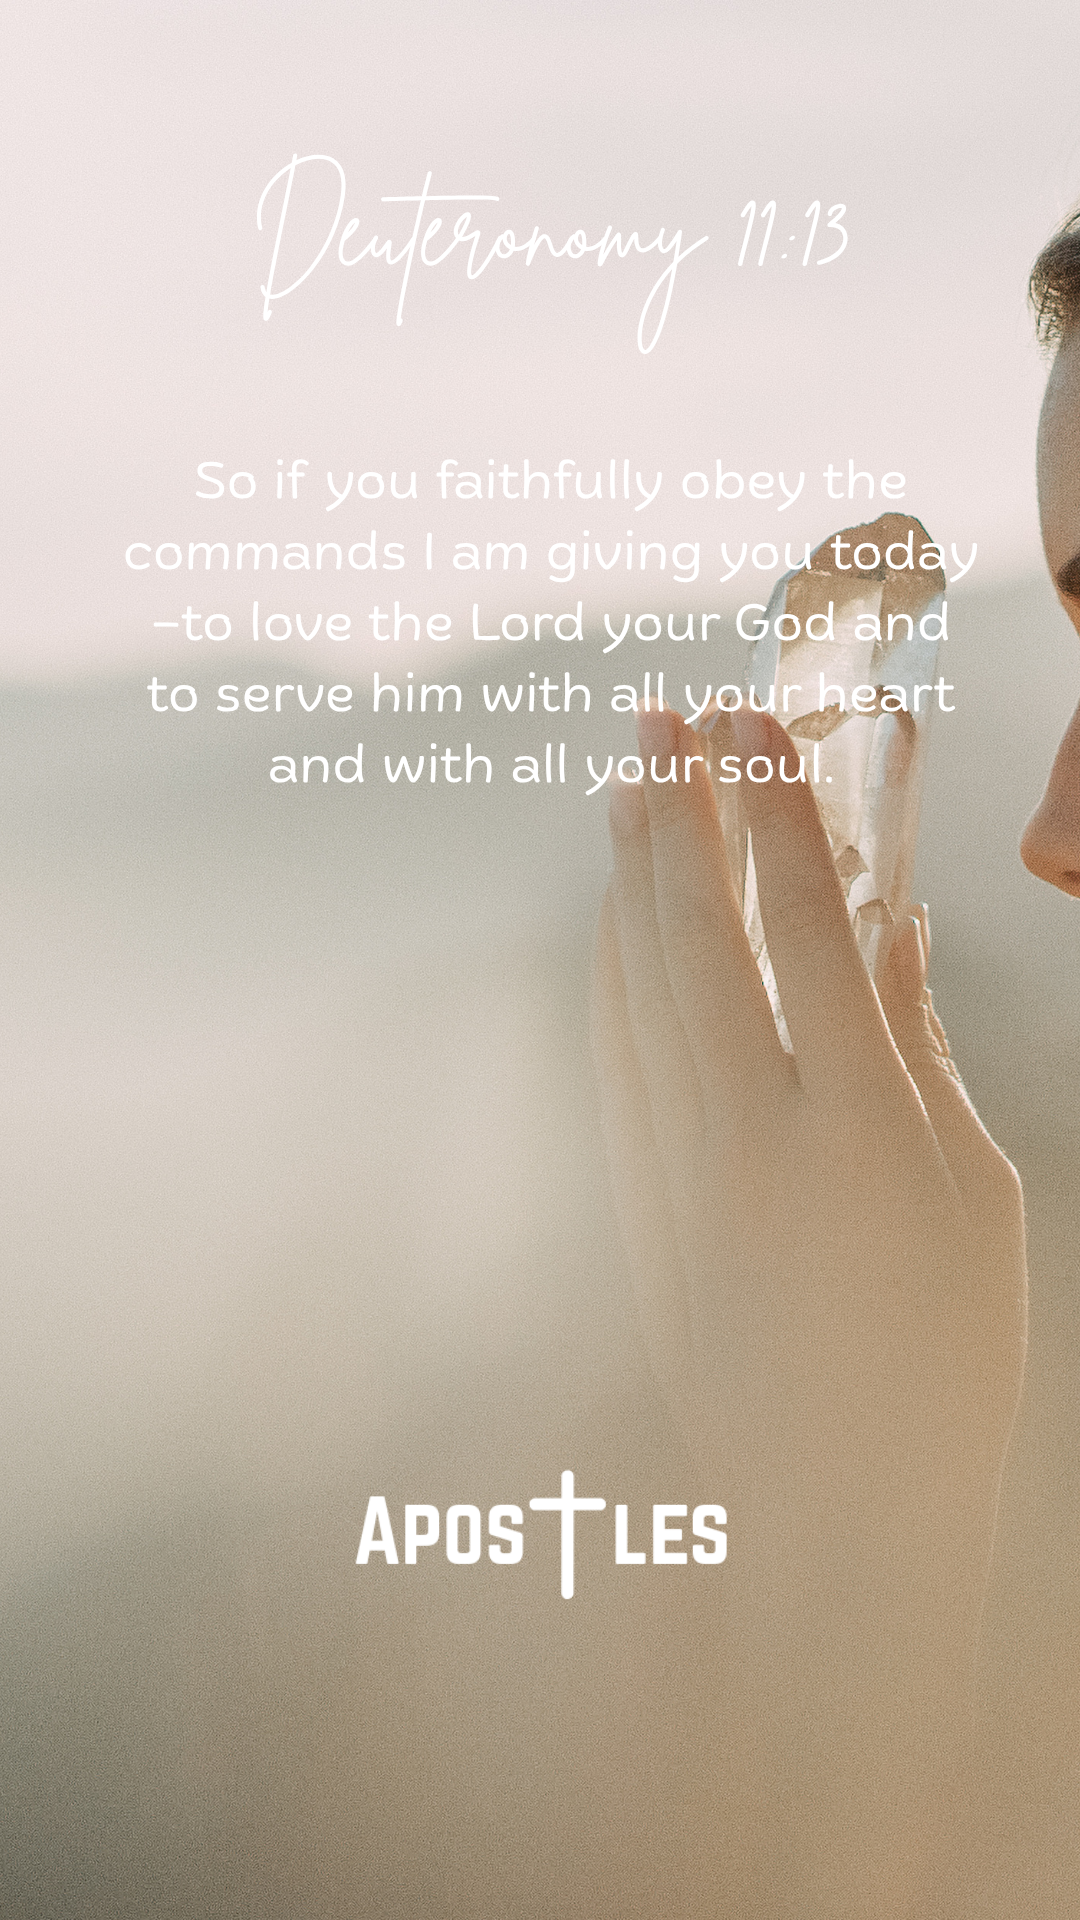 Deuteronomy 11:13
So if you faithfully obey the
commands I am giving you today
–to love the Lord your God and
to serve him with all your heart
and with all your soul.
APOSTLES